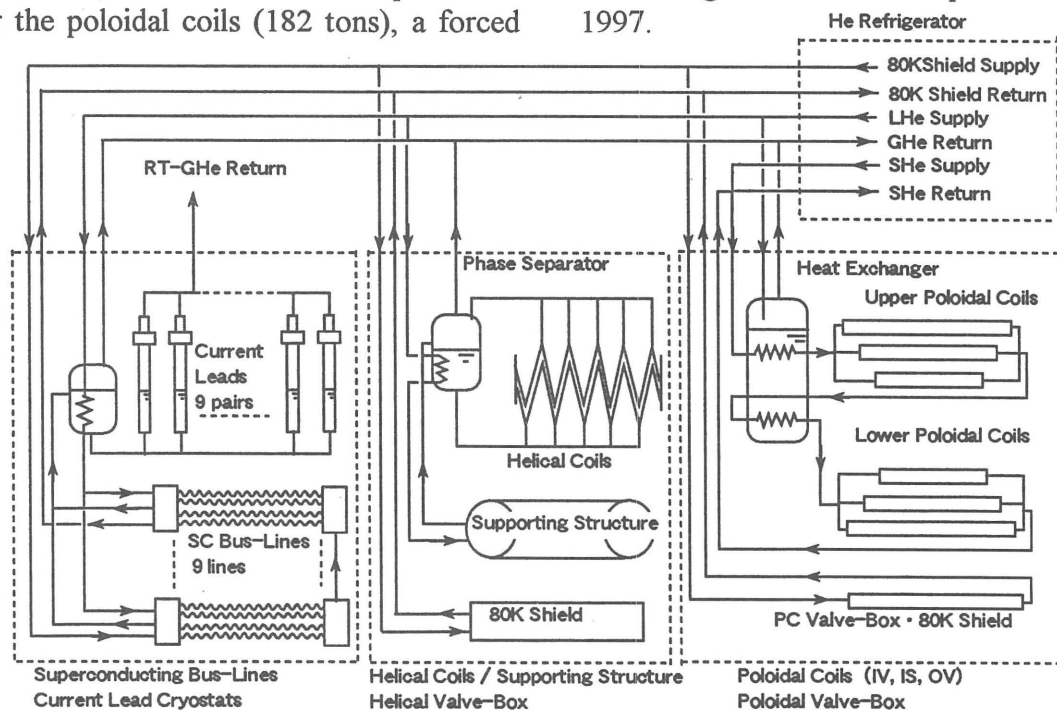 r the poloidal coils (182 tons), a forced
1997.
He Refrigerator
80KShield Supply
80K Shield Return
LHe Supply
GHe Return
SHe Supply
SHe Return
RT-GHe Return
Current
Leads
9 pairs
SC Bus-Lines
9 lines
Superconducting Bus-Lines
Current Lead Cryostats
Phase Separator
Helical Coils
Supporting Structure
80K Shield
Helical Coils / Supporting Structure
Helical Valve-Box
Heat Exchanger
Upper Poloidal Coils
Lower Poloidal Coils
PC Valve-Box・80K Shield
Poloidal Coils (IV, IS, OV)
Poloidal Valve-Box